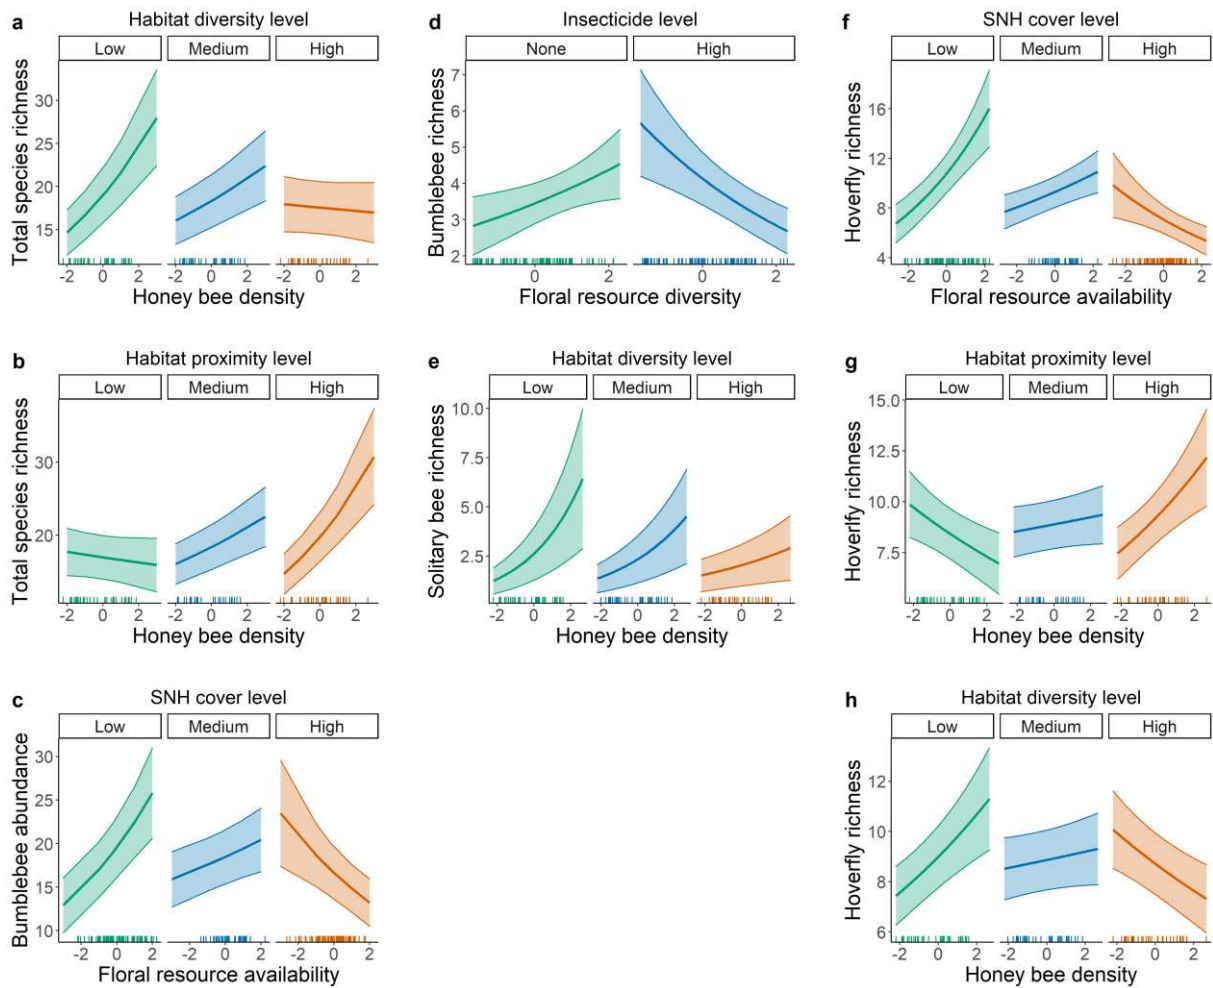 a
Habitat diversity level
Low Medium High
Total species richness
30
25
20
15
-2 0 2 -2 0 2 -2 0 2
Honey bee density
d
Insecticide level
None High
Bumblebee richness
7
6
5
4
3
2
0 2 0 2
Floral resource diversity
f
SNH cover level
Low Medium High
Hoverfly richness
16
12
8
4
-2 0 2 -2 0 2 -2 0 2
Floral resource availability
b
Habitat proximity level
Low Medium High
Total species richness
30
20
-2 0 2 -2 0 2 -2 0 2
Honey bee density
e
Habitat diversity level
Low Medium High
Solitary bee richness
10.0
7.5
5.0
2.5
-2 0 2 -2 0 2 -2 0 2
Honey bee density
g
Habitat proximity level
Low Medium High
Hoverlfy richness
15.0
12.5
10.0
7.5
-2 0 2 -2 0 2 -2 0 2
Honey bee density
c
SNH cover level
Low Medium High
Bumblebee abundance
30
25
20
15
10
-2 0 2 -2 0 2 -2 0 2
Floral resource availability
h
Habitat diversity level
Low Medium High
Hoverfly richness
12
10
8
6
-2 0 2 -2 0 2 -2 0 2
Honey bee density